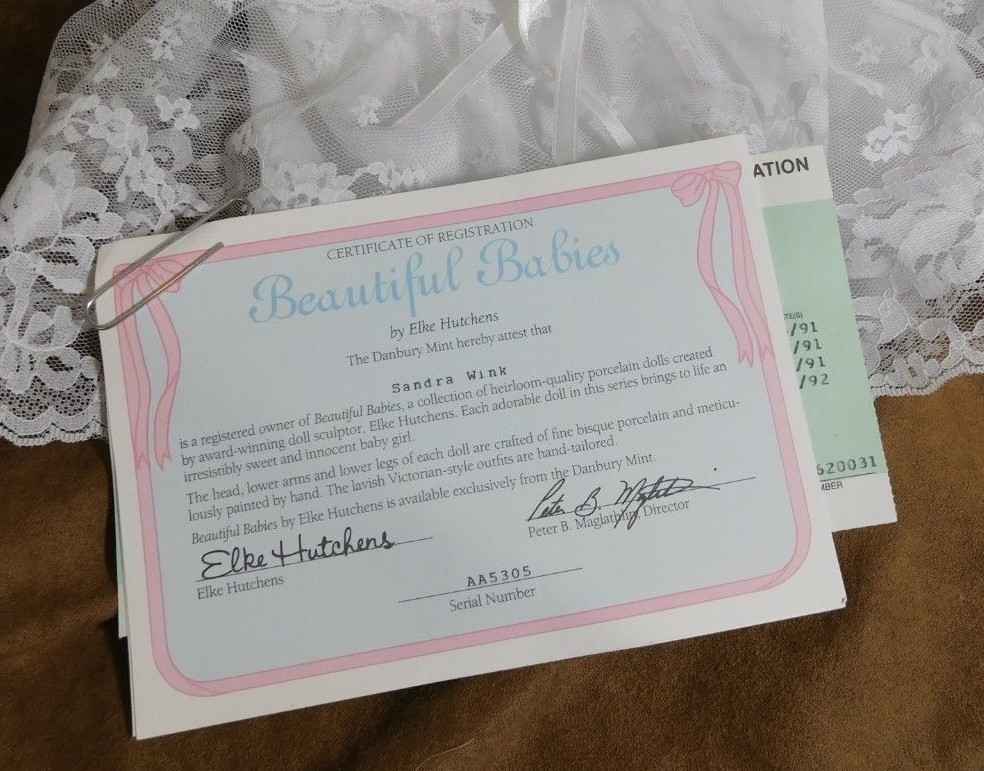 CERTIFICATE OF REGISTRATION
Beautiful Babies
by Elke Hutchens
The Danbury Mint hereby attest that
Sandra Wink
is a registered owner of Beautiful Babies, a collection of heirloom-quality porcelain dolls created
by award-winning doll sculptor, Elke Hutchens. Each adorable doll in this series brings to life an
irresistibly sweet and innocent baby girl.
The head, lower arms and lower legs of each doll are crafted of fine bisque porcelain and meticu-
lously painted by hand. The lavish Victorian-style outfits are hand-tailored.
Beautiful Babies by Elke Hutchens is available exclusively from the Danbury Mint.
Elke Hutchens
Elke Hutchens
Peter B. Maglathlin
Peter B. Maglathlin, Director
AA5305
Serial Number
ATION
TE(S)
/91
/91
/91
/92
620031
MBER